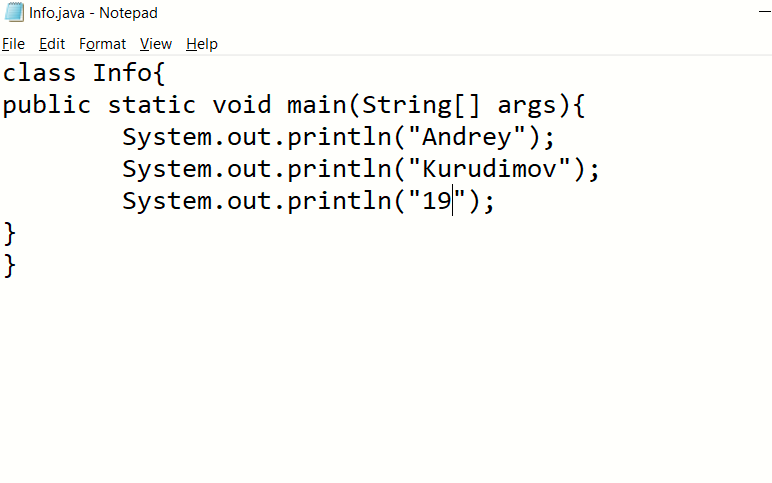 Info.java - Notepad
File Edit Format View Help
class Info{
public static void main(String[] args){
        System.out.println("Andrey");
        System.out.println("Kurudimov");
        System.out.println("19");
}
}